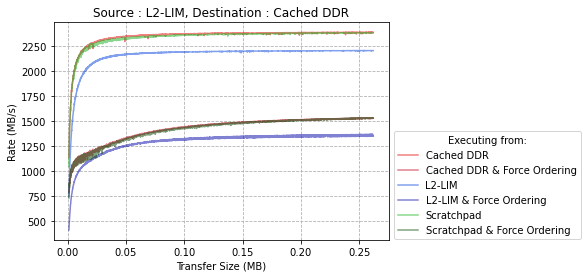 Source : L2-LIM, Destination : Cached DDR
Rate (MB/s)
2250
2000
1750
1500
1250
1000
750
500
0.00 0.05 0.10 0.15 0.20 0.25
Transfer Size (MB)
Executing from:
Cached DDR
Cached DDR & Force Ordering
L2-LIM
L2-LIM & Force Ordering
Scratchpad
Scratchpad & Force Ordering